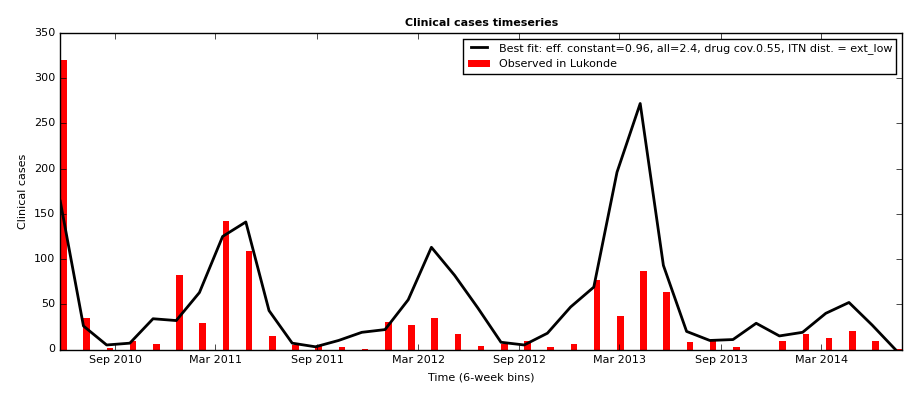 Clinical cases timeseries
Best fit: eff. constant=0.96, all=2.4, drug cov.0.55, ITN dist. = ext_low
Observed in Lukonde
350
300
250
200
150
100
50
0
Clinical cases
Sep 2010 Mar 2011 Sep 2011 Mar 2012 Sep 2012 Mar 2013 Sep 2013 Mar 2014
Time (6-week bins)